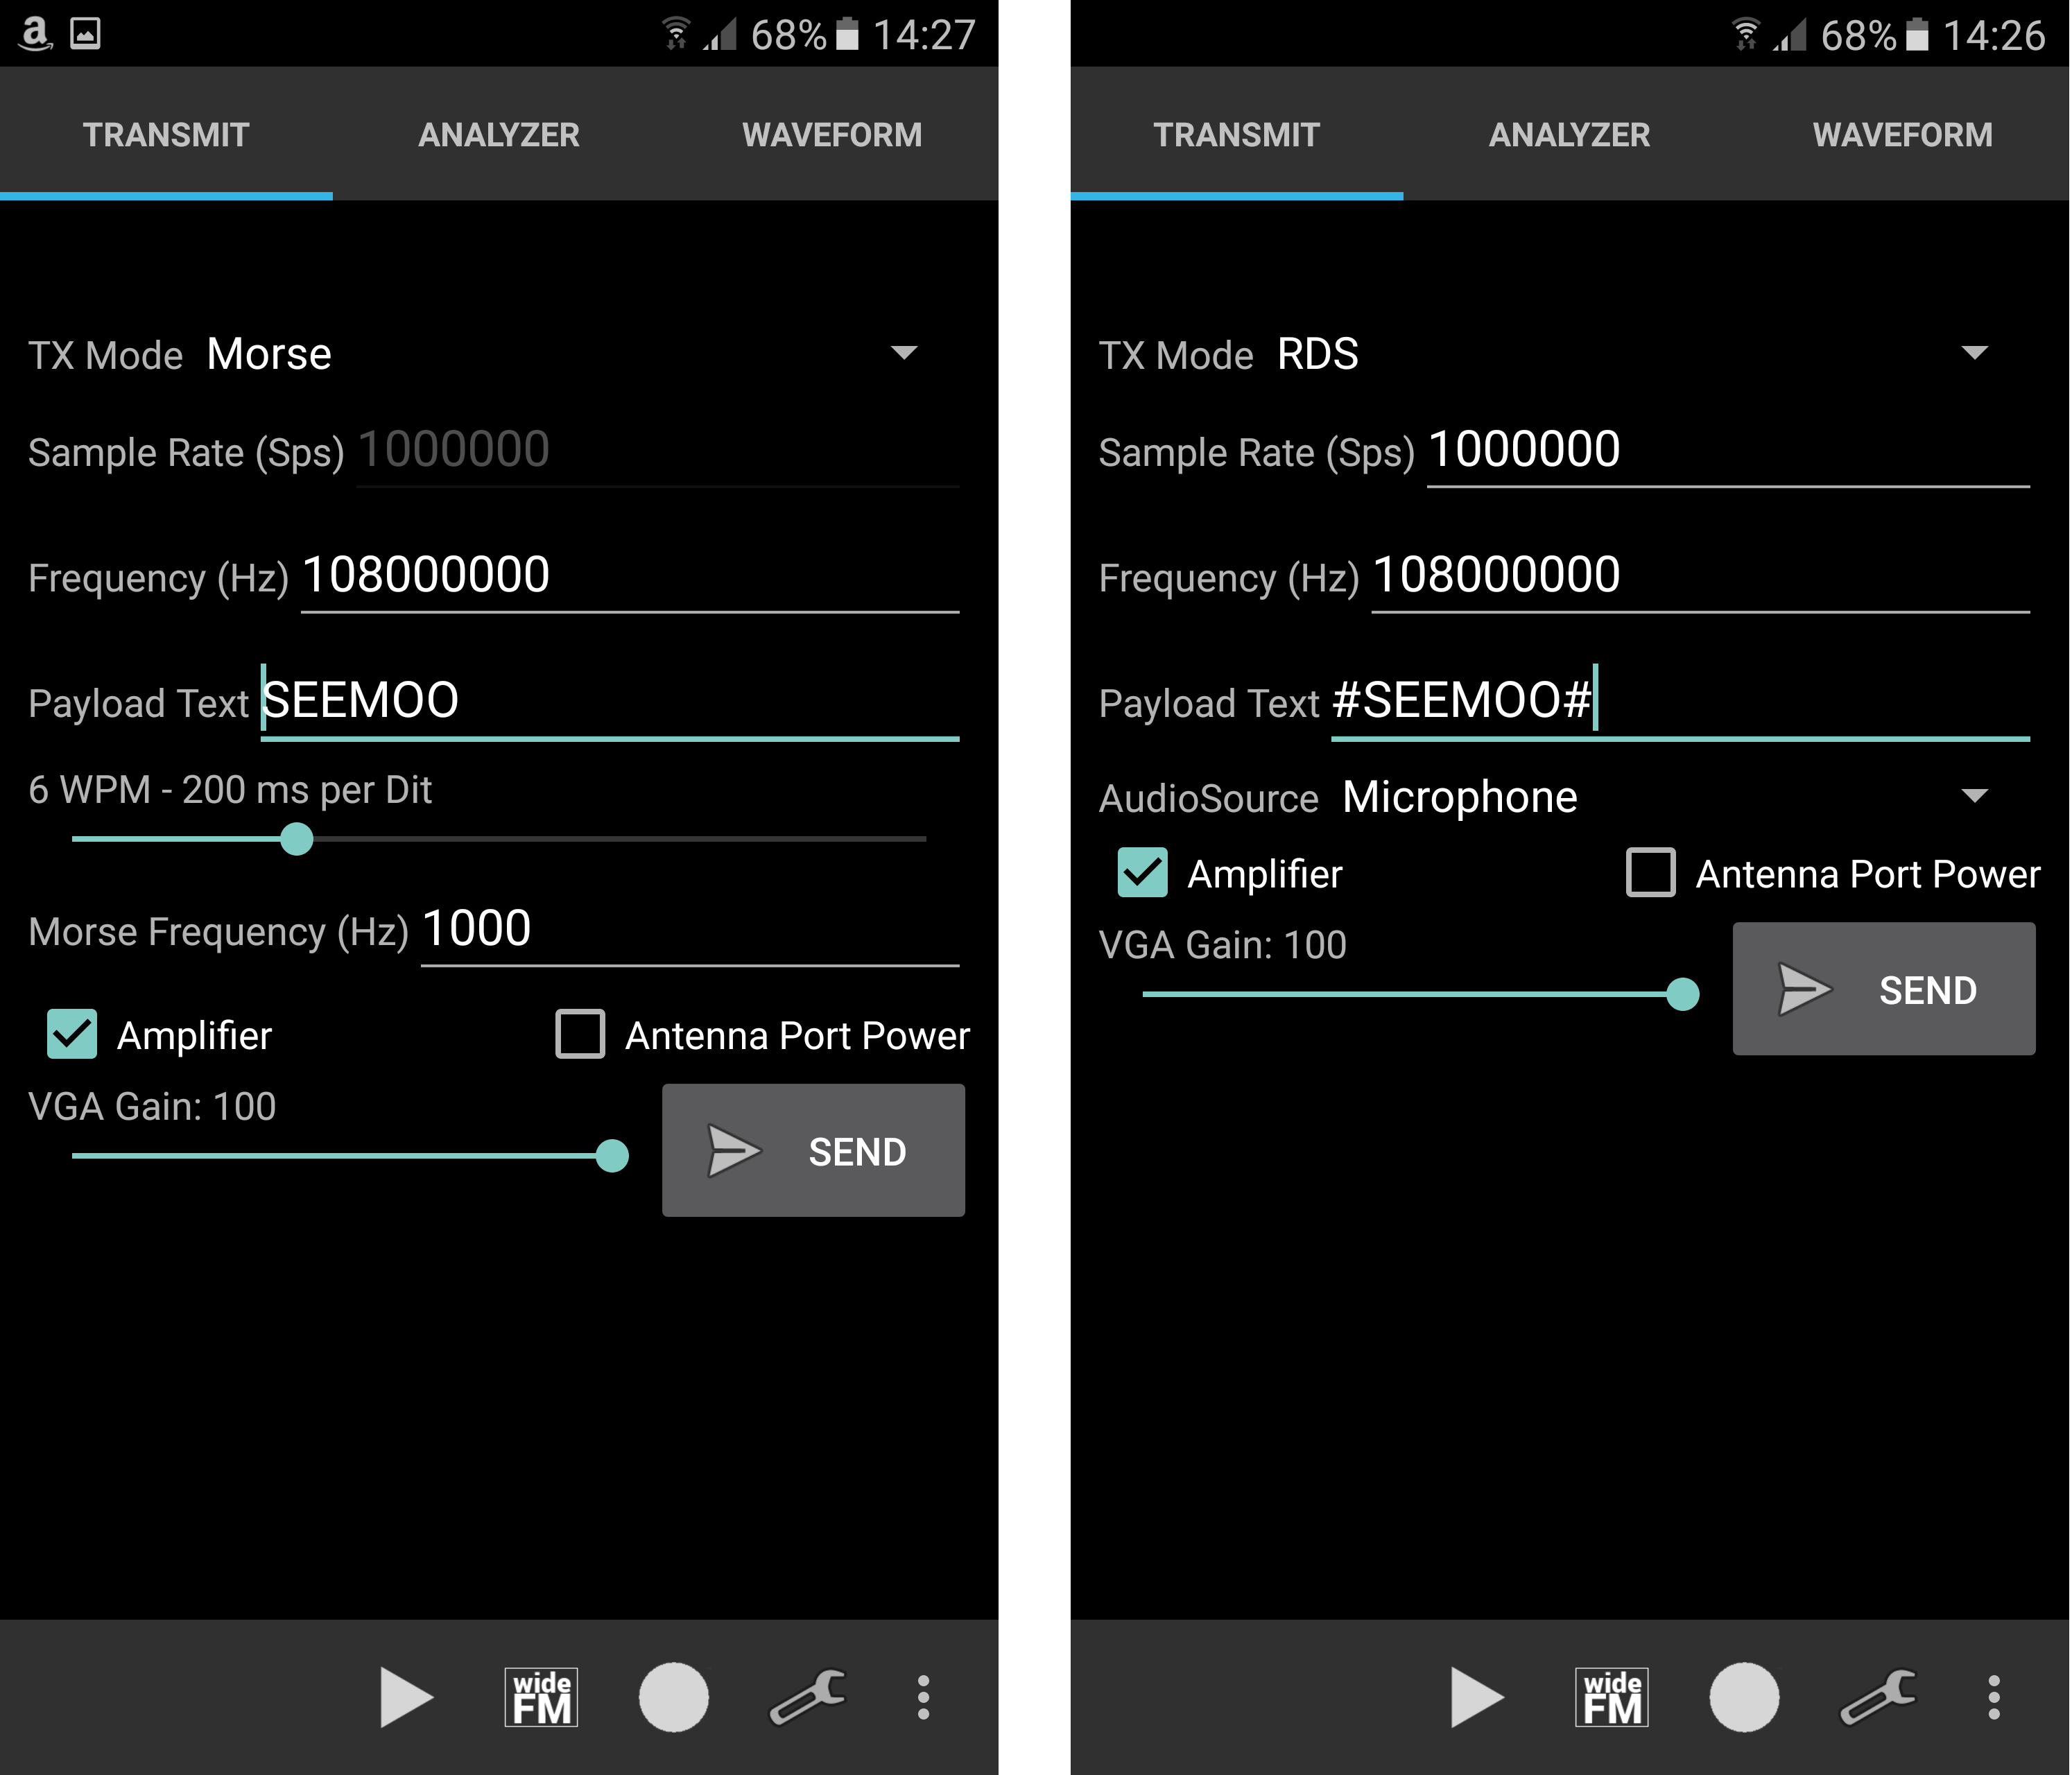 a 68% 14:27
TRANSMIT ANALYZER WAVEFORM
TX Mode Morse
Sample Rate (Sps) 1000000
Frequency (Hz) 108000000
Payload Text SEEMOO
6 WPM - 200 ms per Dit
Morse Frequency (Hz) 1000
Amplifier Antenna Port Power
VGA Gain: 100
SEND
wide
FM
68% 14:26
TRANSMIT ANALYZER WAVEFORM
TX Mode RDS
Sample Rate (Sps) 1000000
Frequency (Hz) 108000000
Payload Text #SEEMOO#
AudioSource Microphone
Amplifier Antenna Port Power
VGA Gain: 100
SEND
wide
FM